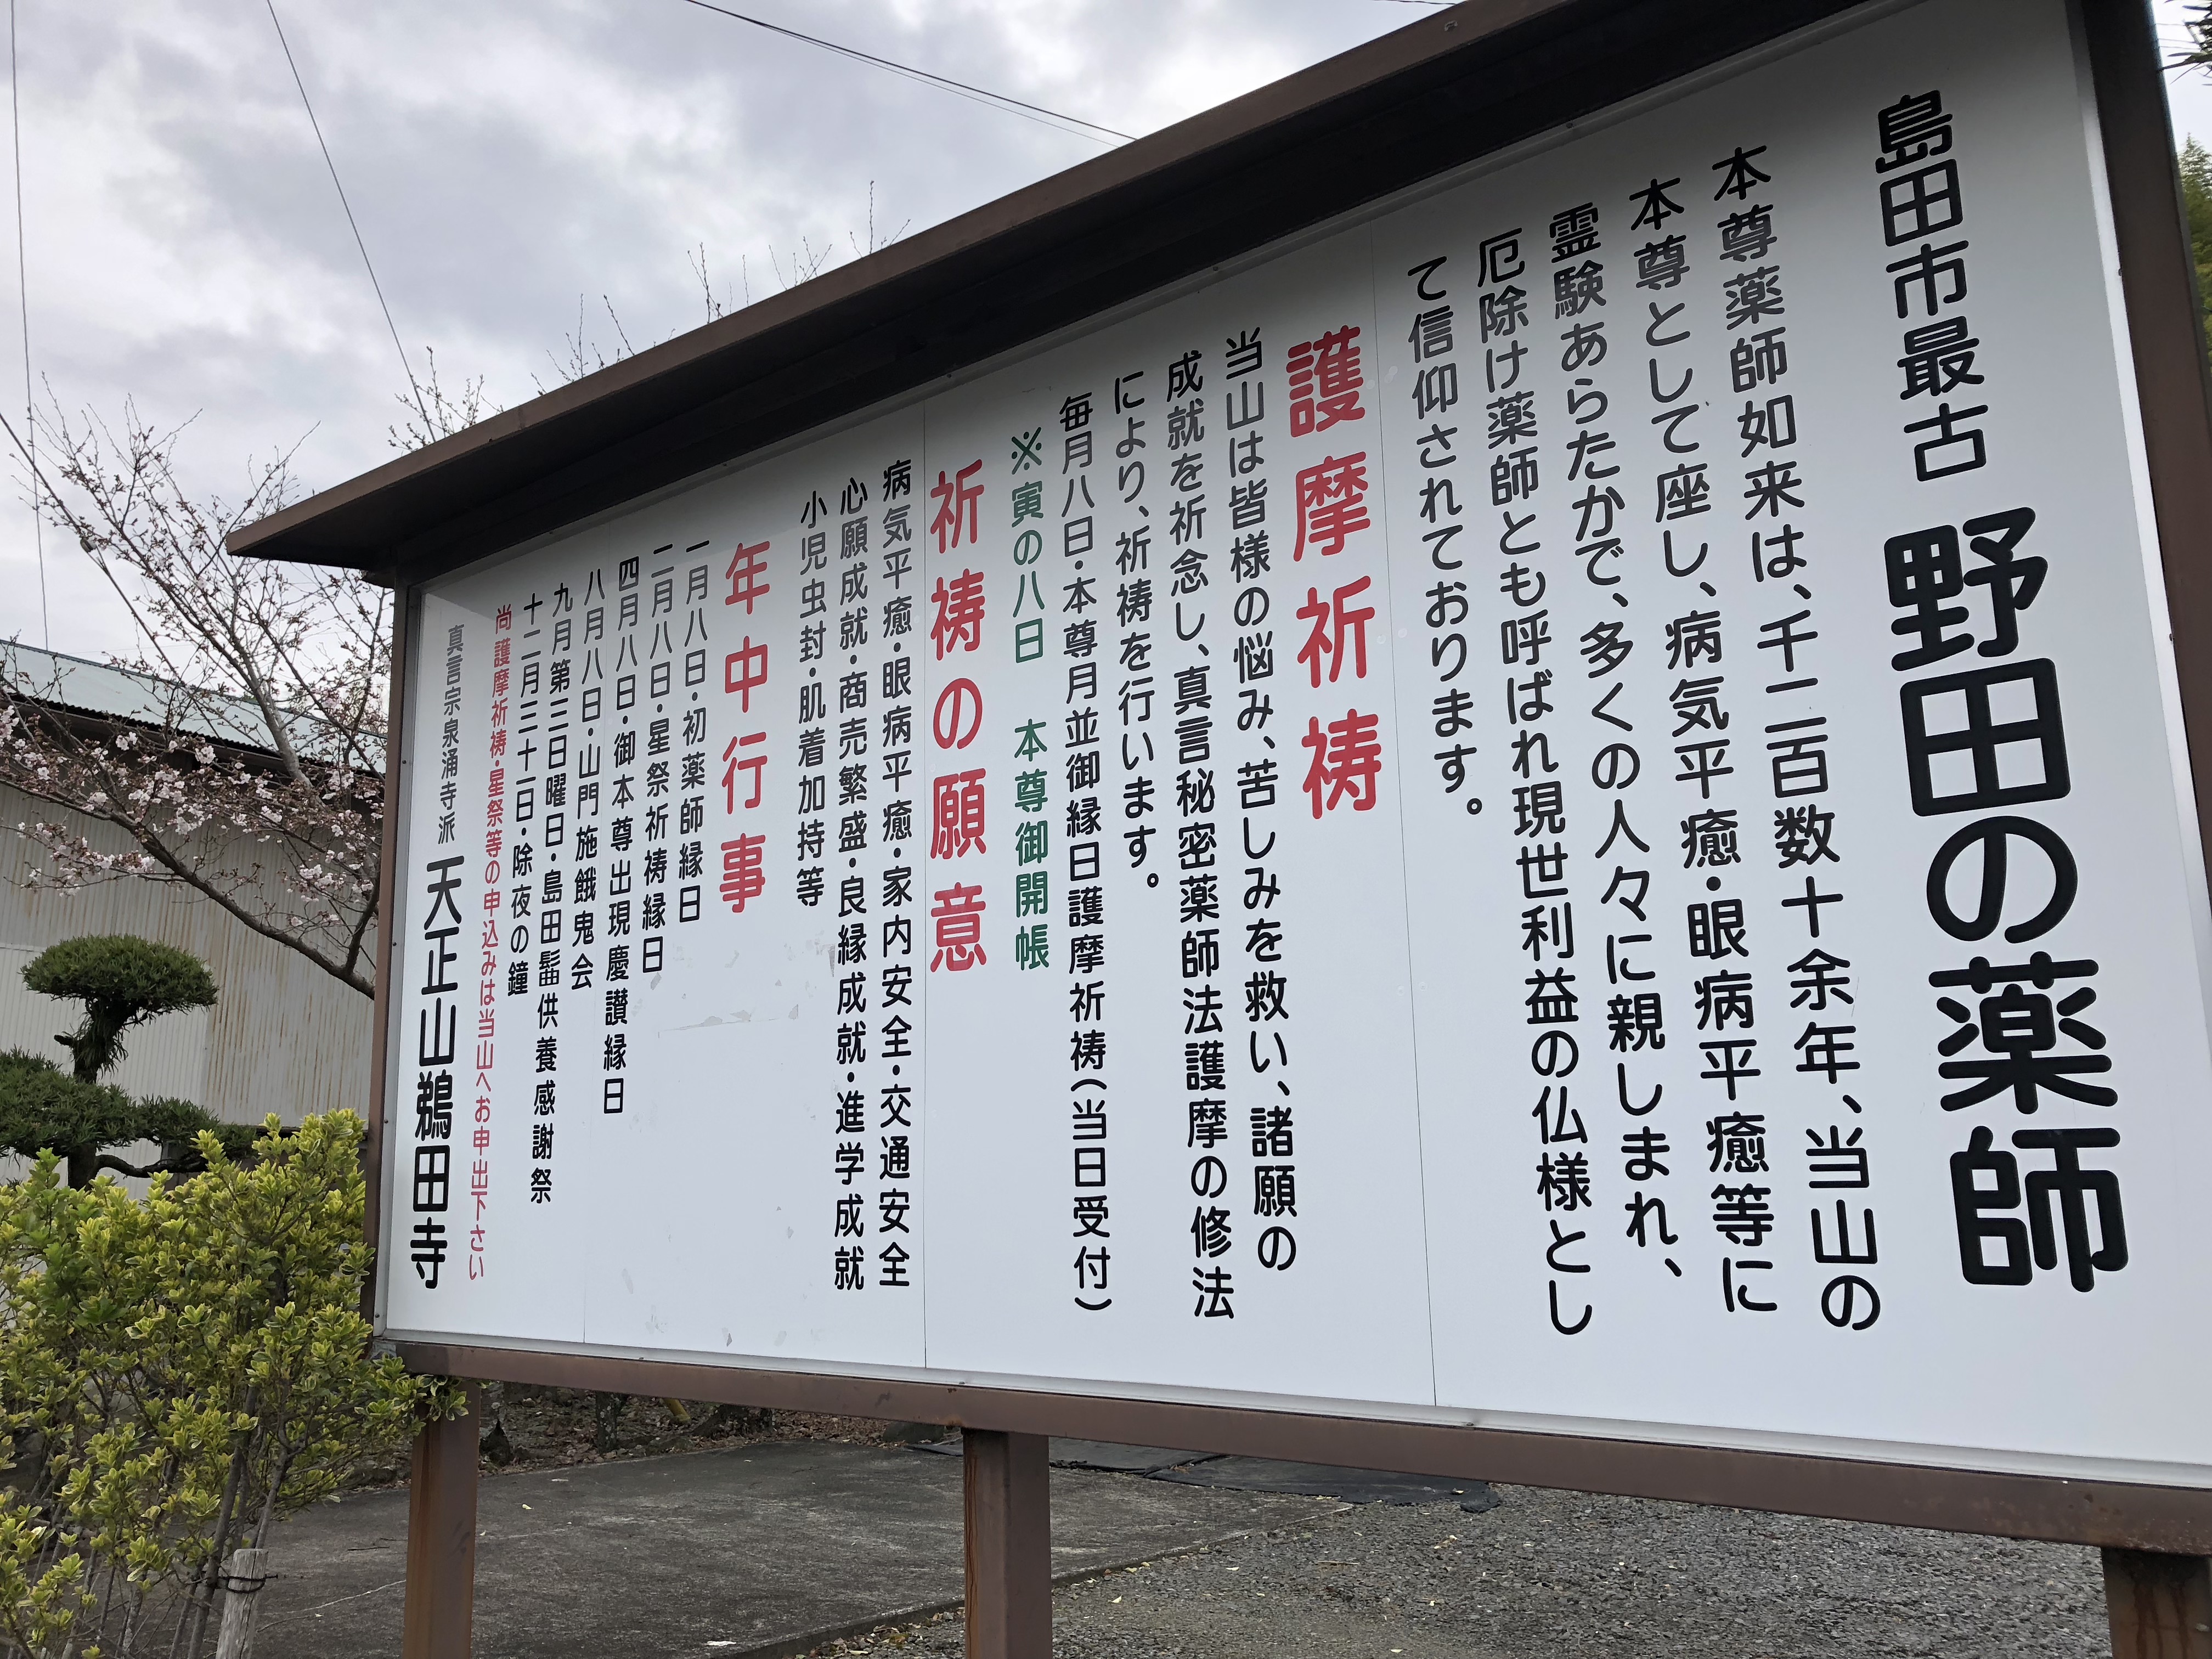 島田市最古 野田の薬師
本尊薬師如来は、千二百数十余年、当山の
本尊として座し、病気平癒・眼病平癒等に
霊験あらたかで、多くの人々に親しまれ、
厄除け薬師とも呼ばれ現世利益の仏様とし
て信仰されております。
護摩祈祷
当山は皆様の悩み、苦しみを救い、諸願の
成就を祈念し、真言秘密薬師法護摩の修法
により、祈祷を行います。
毎月八日・本尊月並御縁日護摩祈祷(当日受付)
※寅の八日 本尊御開帳
祈祷の願意
病気平癒・眼病平癒・家内安全・交通安全
心願成就・商売繁盛・良縁成就・進学成就
小児虫封・肌着加持等
年中行事
一月八日・初薬師縁日
二月八日・星祭祈祷縁日
四月八日・御本尊出現慶讃縁日
八月八日・山門施餓鬼会
九月第三日曜日・島田髷供養感謝祭
十二月三十一日・除夜の鐘
尚護摩祈祷・星祭等の申込みは当山へお申出下さい
真言宗泉涌寺派 天正山鵜田寺